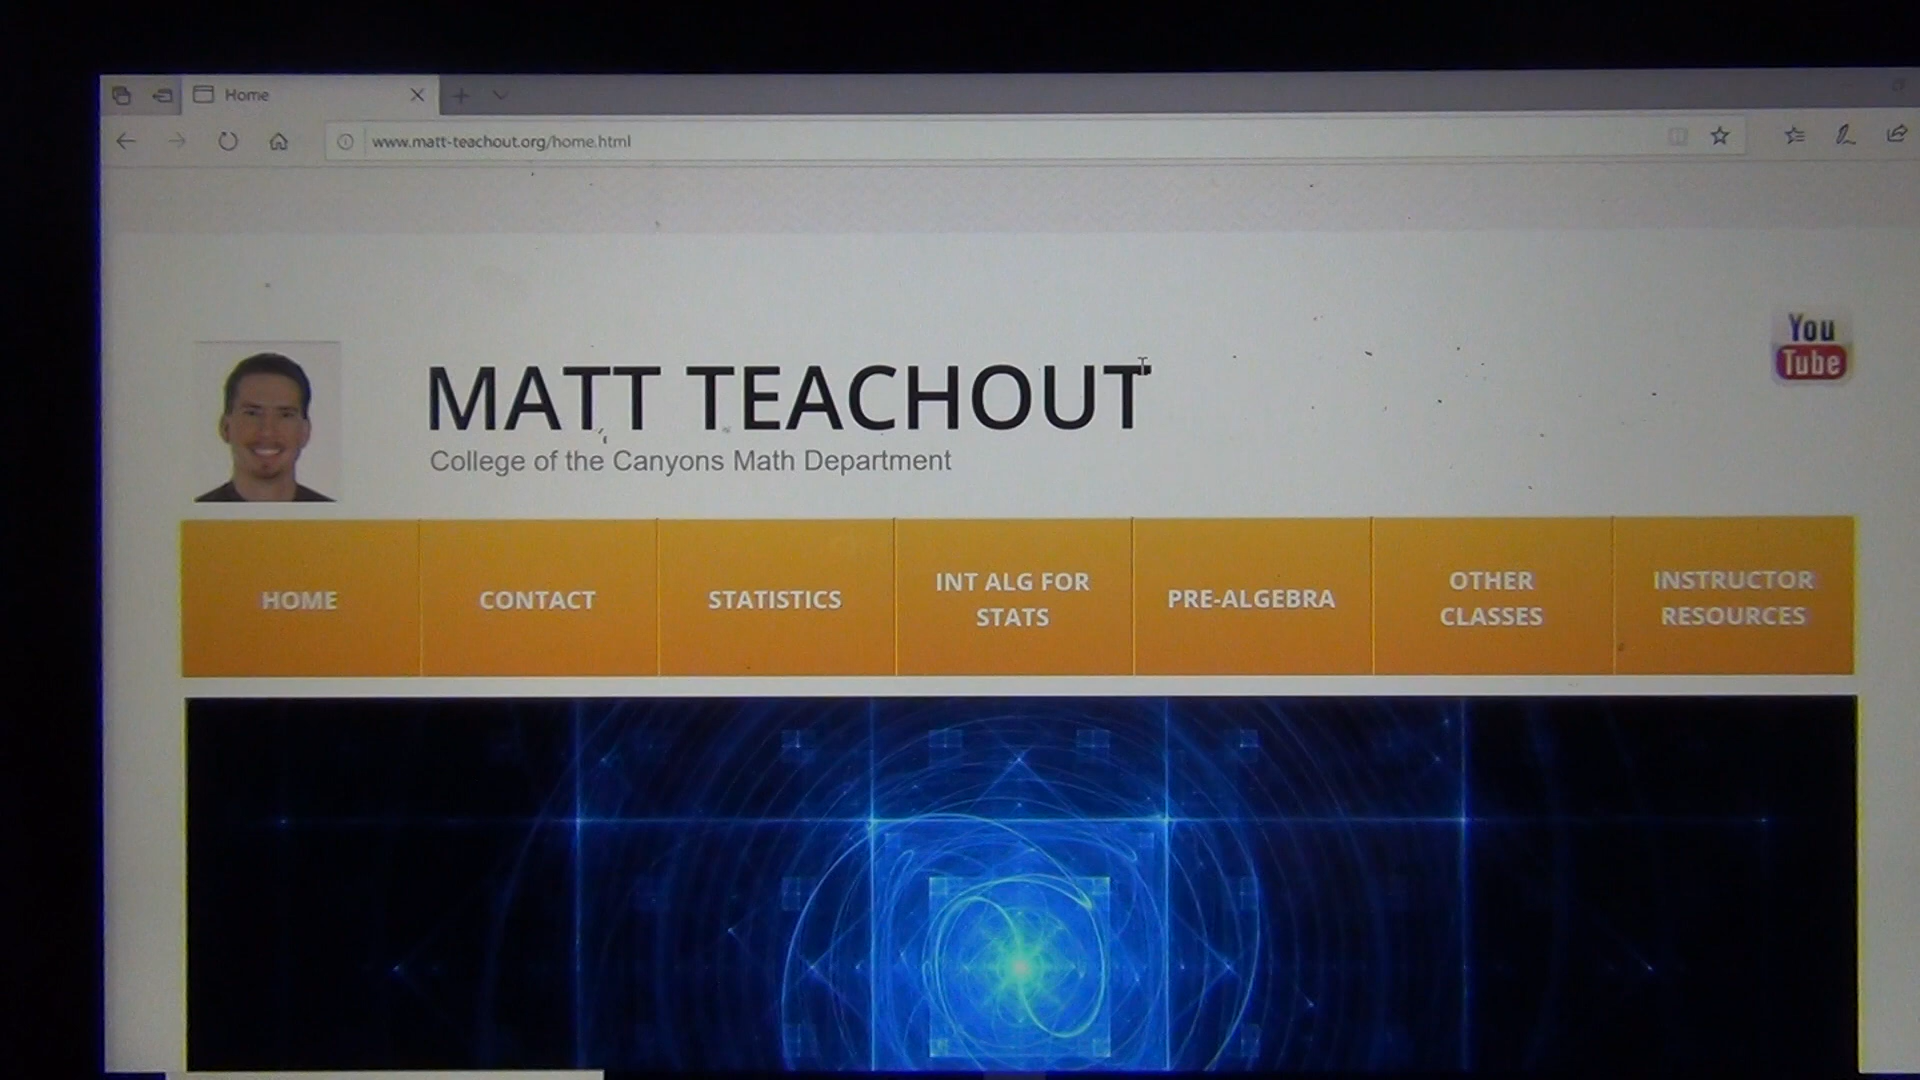 Home
www.matt-teachout.org/home.html
You
Tube
MATT TEACHOUT
College of the Canyons Math Department
HOME
CONTACT
STATISTICS
INT ALG FOR
STATS
PRE-ALGEBRA
OTHER
CLASSES
INSTRUCTOR
RESOURCES